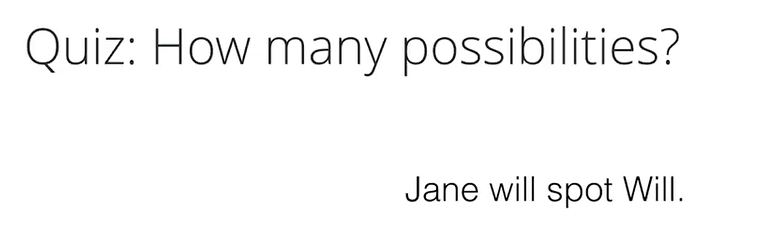 Quiz: How many possibilities?
Jane will spot Will.